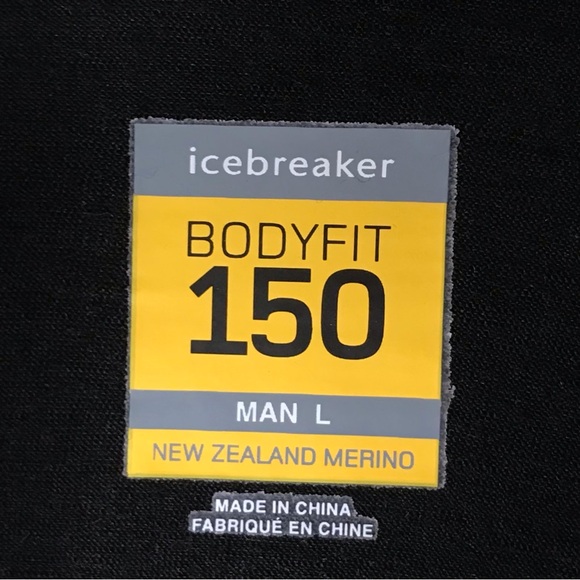 icebreaker
BODYFIT
150
MAN L
NEW ZEALAND MERINO
MADE IN CHINA
FABRIQUÉ EN CHINE